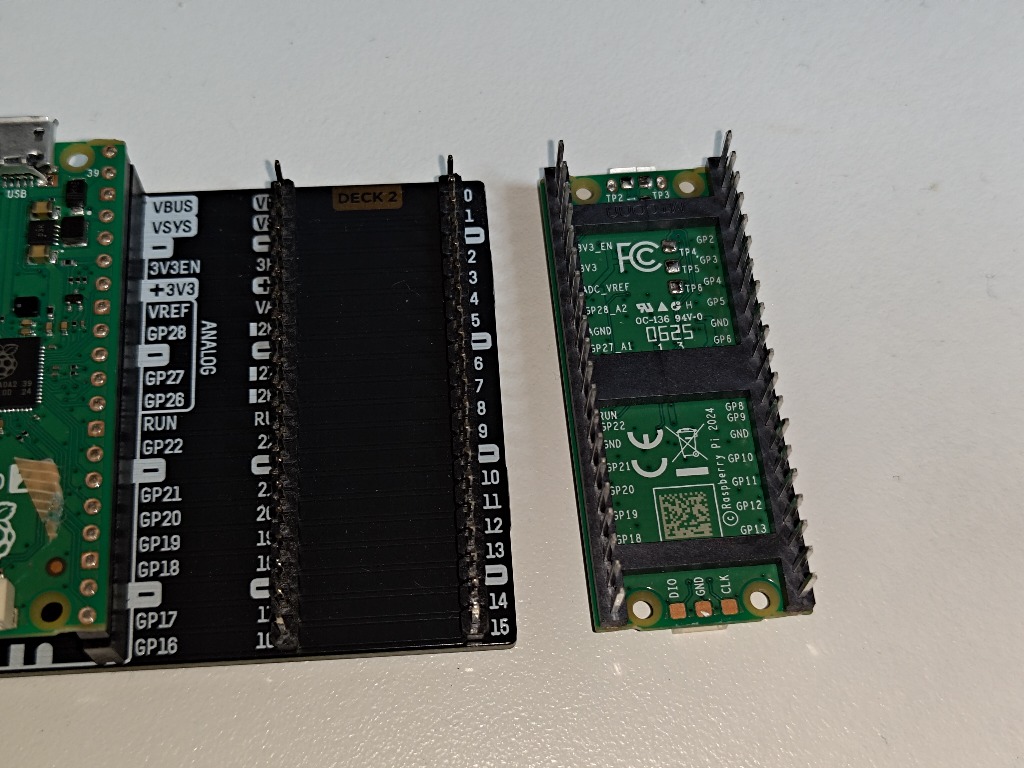 USB
39
VBUS
VSYS
3V3EN
+3V3
VREF
GP28
GP27
GP26
ANALOG
RUN
GP22
GP21
GP20
GP19
GP18
GP17
GP16
DECK 2
0
1
2
3
4
5
6
7
8
9
10
11
12
13
14
15
TP2 TP3
3V3_EN
3V3
ADC_VREF
GP28_A2
AGND
GP27_A1
RUN
GP22
GND
GP21
GP20
GP19
GP18
FC
TP4
TP5
TP6
OC-136 94V-0
0625
1 3
GP2
GP3
GP4
GP5
GND
GP6
GP8
GP9
GND
GP10
GP11
GP12
GP13
CE
© Raspberry Pi 2024
DIO
GND
CLK